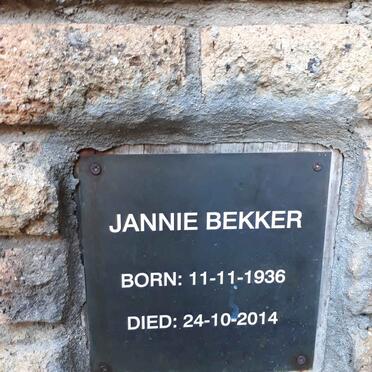 JANNIE BEKKER
BORN: 11-11-1936
DIED: 24-10-2014